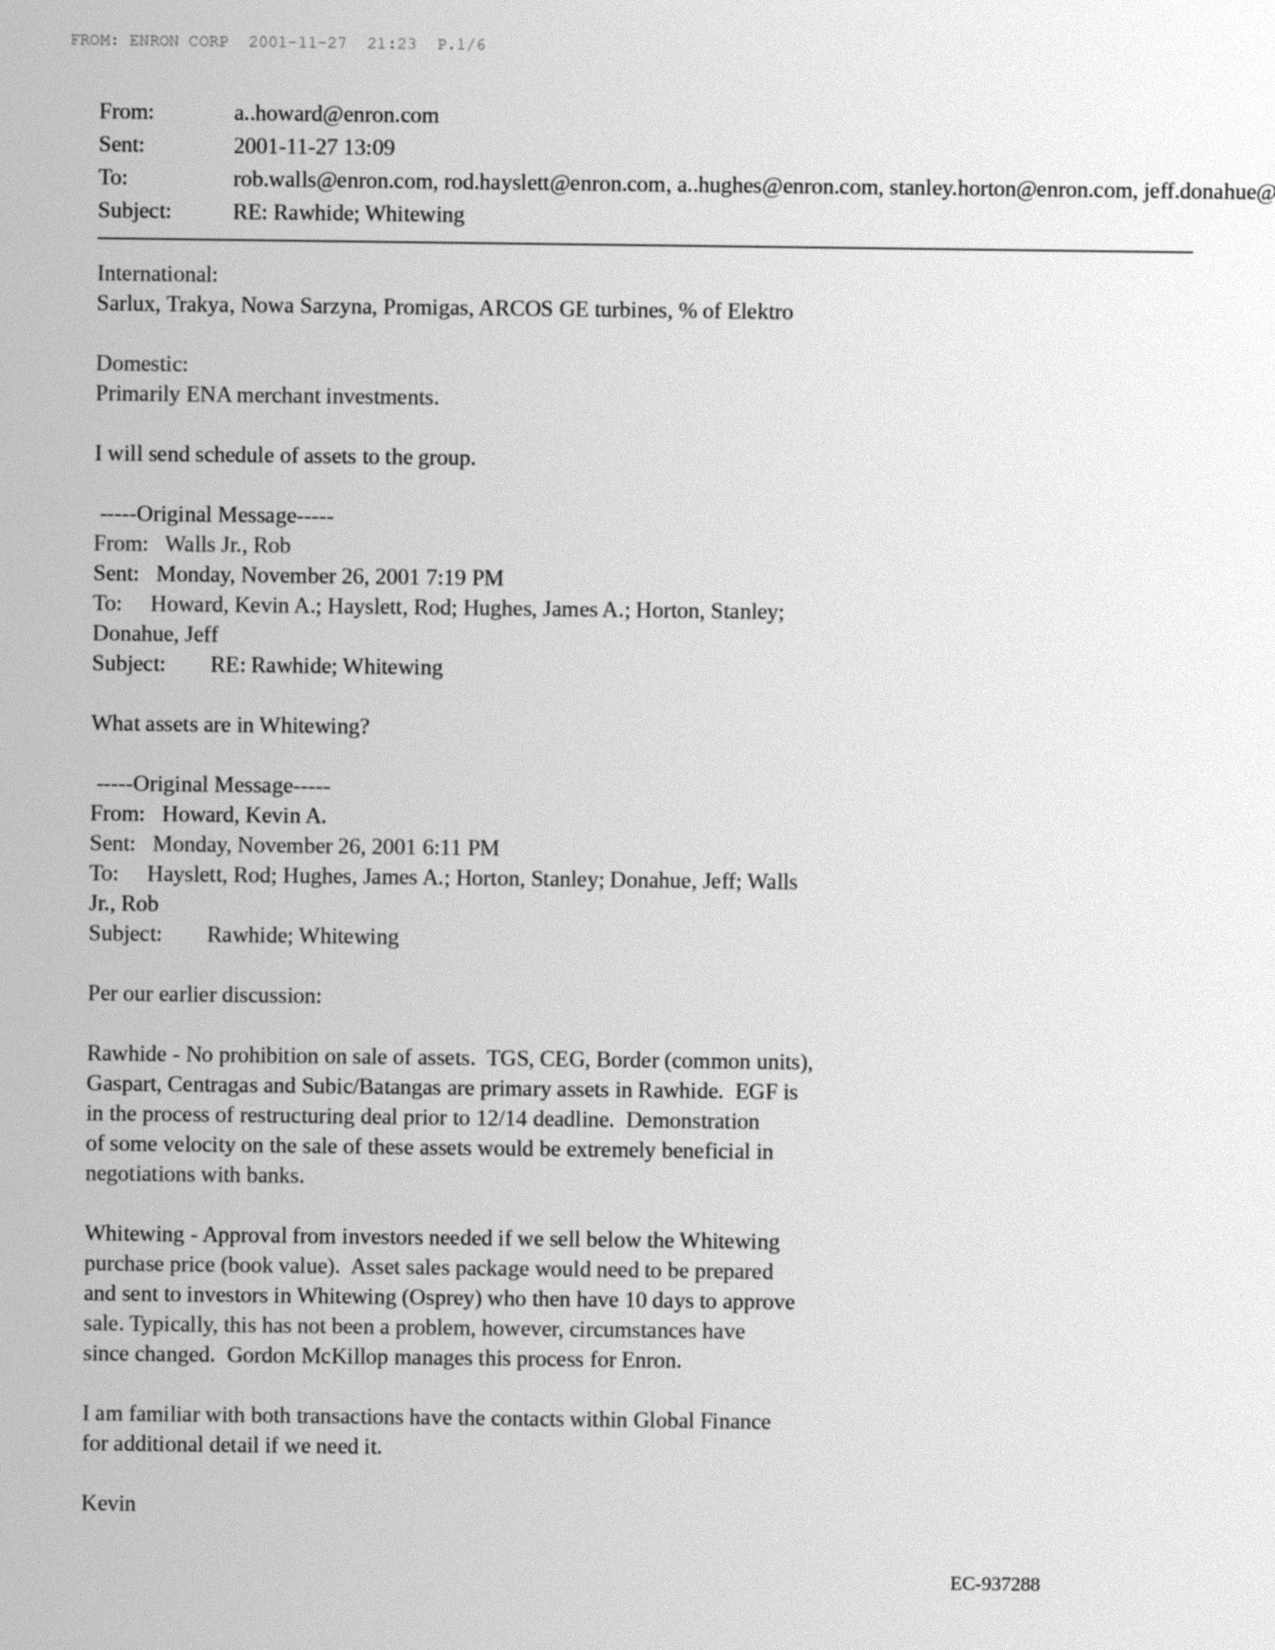 FROM: ENRON CORP 2001-11-27 21:23 P.1/6
From: a..howard@enron.com
Sent: 2001-11-27 13:09
To: rob.walls@enron.com, rod.hayslett@enron.com, a..hughes@enron.com, stanley.horton@enron.com, jeff.donahue@
Subject: RE: Rawhide; Whitewing
International:
Sarlux, Trakya, Nowa Sarzyna, Promigas, ARCOS GE turbines, % of Elektro
Domestic:
Primarily ENA merchant investments.
I will send schedule of assets to the group.
-----Original Message-----
From: Walls Jr., Rob
Sent: Monday, November 26, 2001 7:19 PM
To: Howard, Kevin A.; Hayslett, Rod; Hughes, James A.; Horton, Stanley;
Donahue, Jeff
Subject: RE: Rawhide; Whitewing
What assets are in Whitewing?
-----Original Message-----
From: Howard, Kevin A.
Sent: Monday, November 26, 2001 6:11 PM
To: Hayslett, Rod; Hughes, James A.; Horton, Stanley; Donahue, Jeff; Walls
Jr., Rob
Subject: Rawhide; Whitewing
Per our earlier discussion:
Rawhide - No prohibition on sale of assets. TGS, CEG, Border (common units),
Gaspart, Centragas and Subic/Batangas are primary assets in Rawhide. EGF is
in the process of restructuring deal prior to 12/14 deadline. Demonstration
of some velocity on the sale of these assets would be extremely beneficial in
negotiations with banks.
Whitewing - Approval from investors needed if we sell below the Whitewing
purchase price (book value). Asset sales package would need to be prepared
and sent to investors in Whitewing (Osprey) who then have 10 days to approve
sale. Typically, this has not been a problem, however, circumstances have
since changed. Gordon McKillop manages this process for Enron.
I am familiar with both transactions have the contacts within Global Finance
for additional detail if we need it.
Kevin
EC-937288